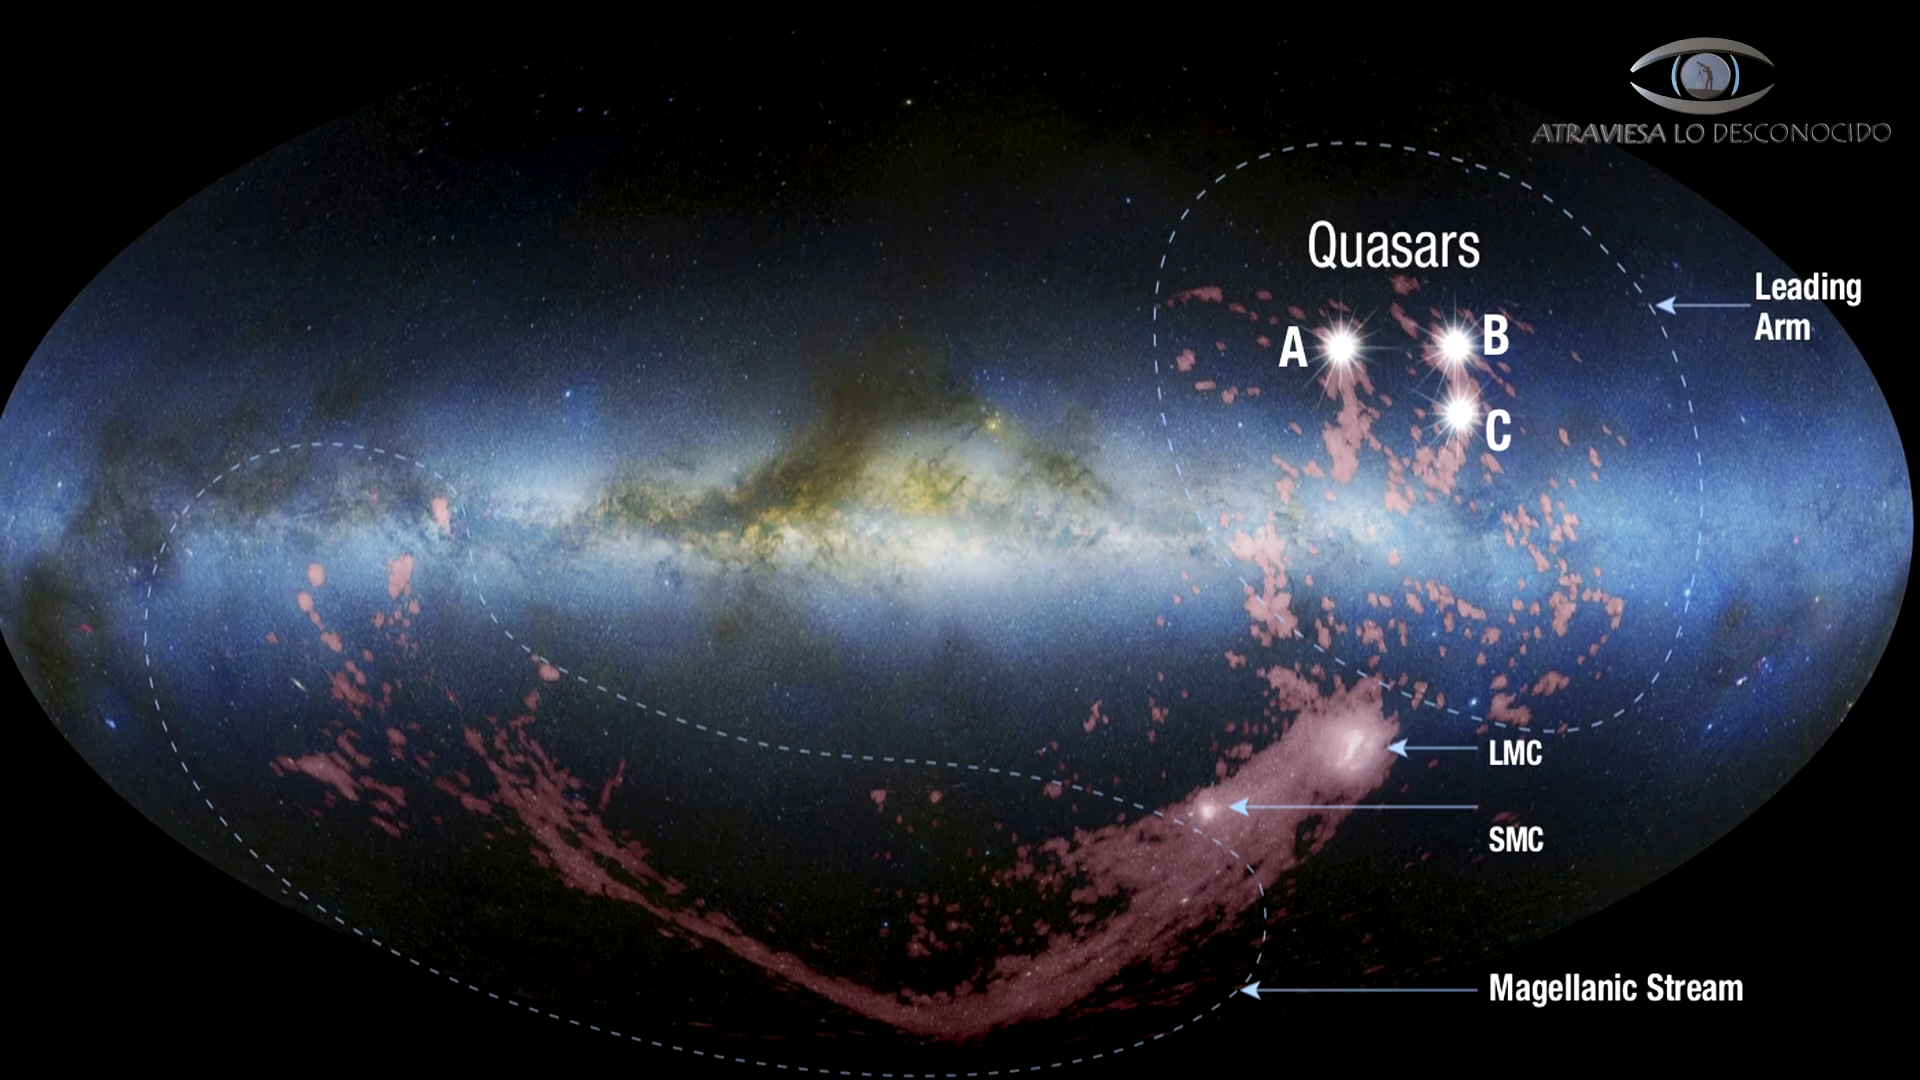 ATRAVIESA LO DESCONOCIDO
Quasars
Leading
Arm
A
B
C
LMC
SMC
Magellanic Stream